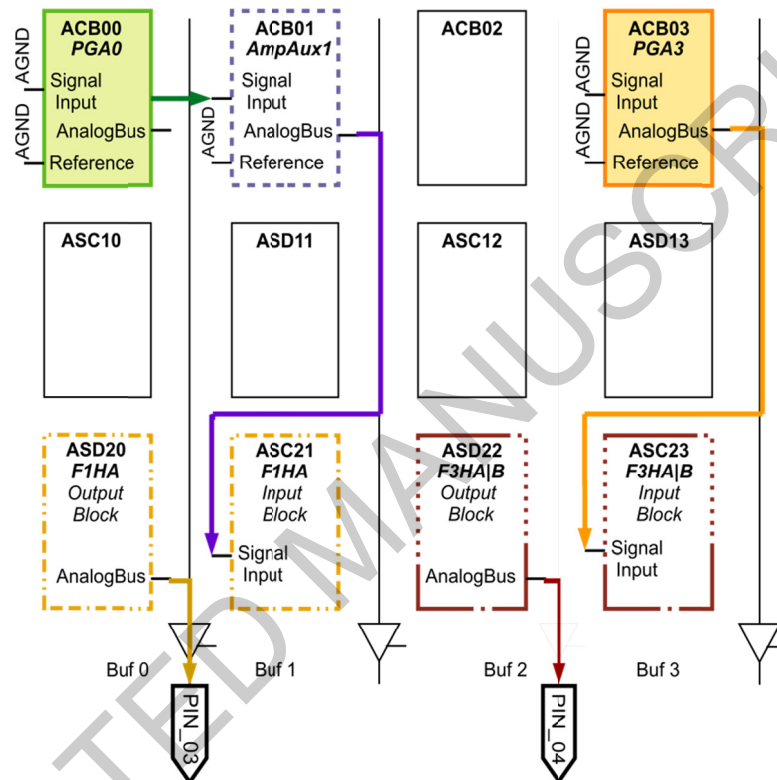 ACB00
PGA0
AGND
Signal
Input
AnalogBus
AGND
Reference
ACB01
AmpAux1
Signal
Input
AGND
AnalogBus
Reference
ACB02
ACB03
PGA3
AGND
Signal
Input
AnalogBus
AGND
Reference
ASC10
ASD11
ASC12
ASD13
ASD20
F1HA
Output
Block
AnalogBus
ASC21
F1HA
Input
Block
Signal
Input
ASD22
F3HA|B
Output
Block
AnalogBus
ASC23
F3HA|B
Input
Block
Signal
Input
Buf 0
Buf 1
Buf 2
Buf 3
PIN_03
PIN_04
TED MANUSCRI